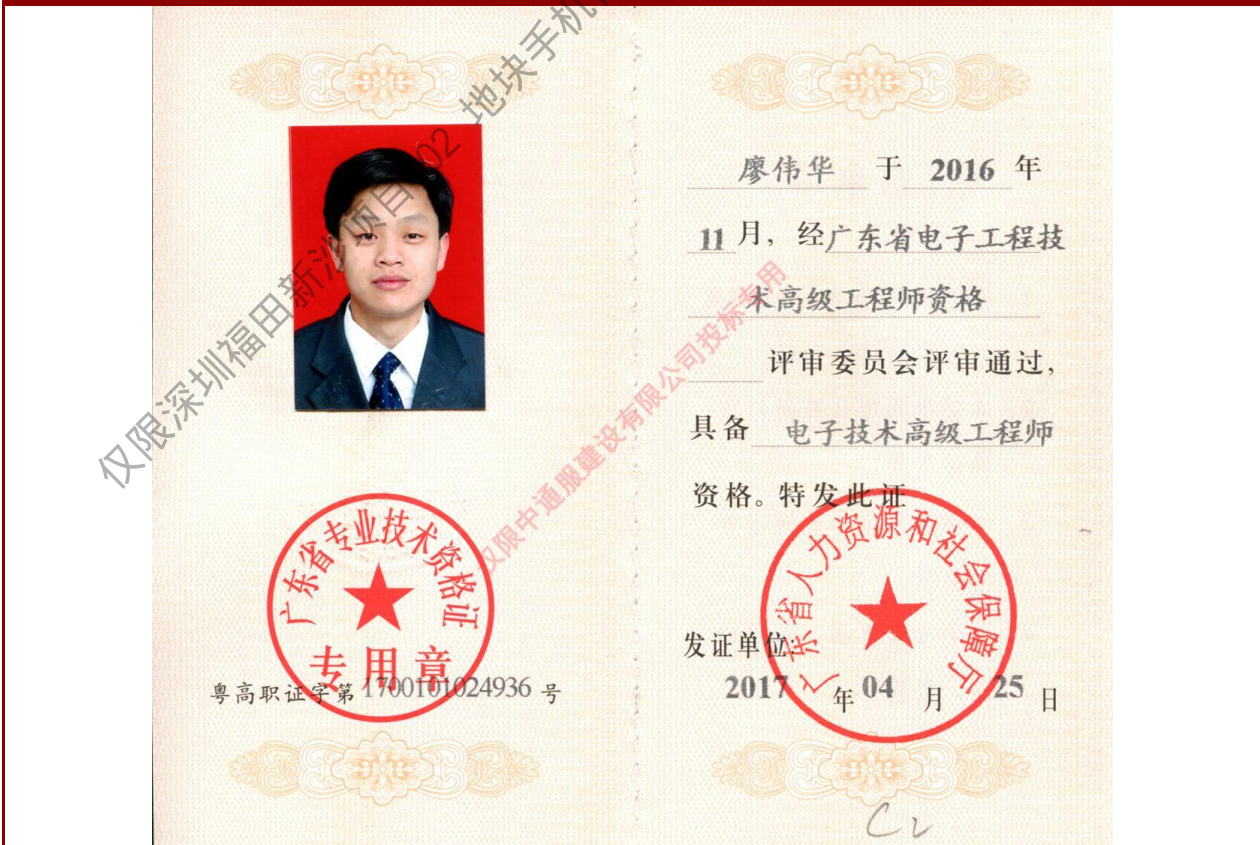 仅限深圳福田新洲项目 02 地块手机
仅限中通服建设有限公司投标专用
广东省专业技术资格证
专用章
粤高职证字第 1700101024936 号
廖伟华 于 2016 年
11 月，经广东省电子工程技
术高级工程师资格
评审委员会评审通过，
具备 电子技术高级工程师
资格。特发此证
广东省人力资源和社会保障厅
发证单位：
2017 年 04 月 25 日